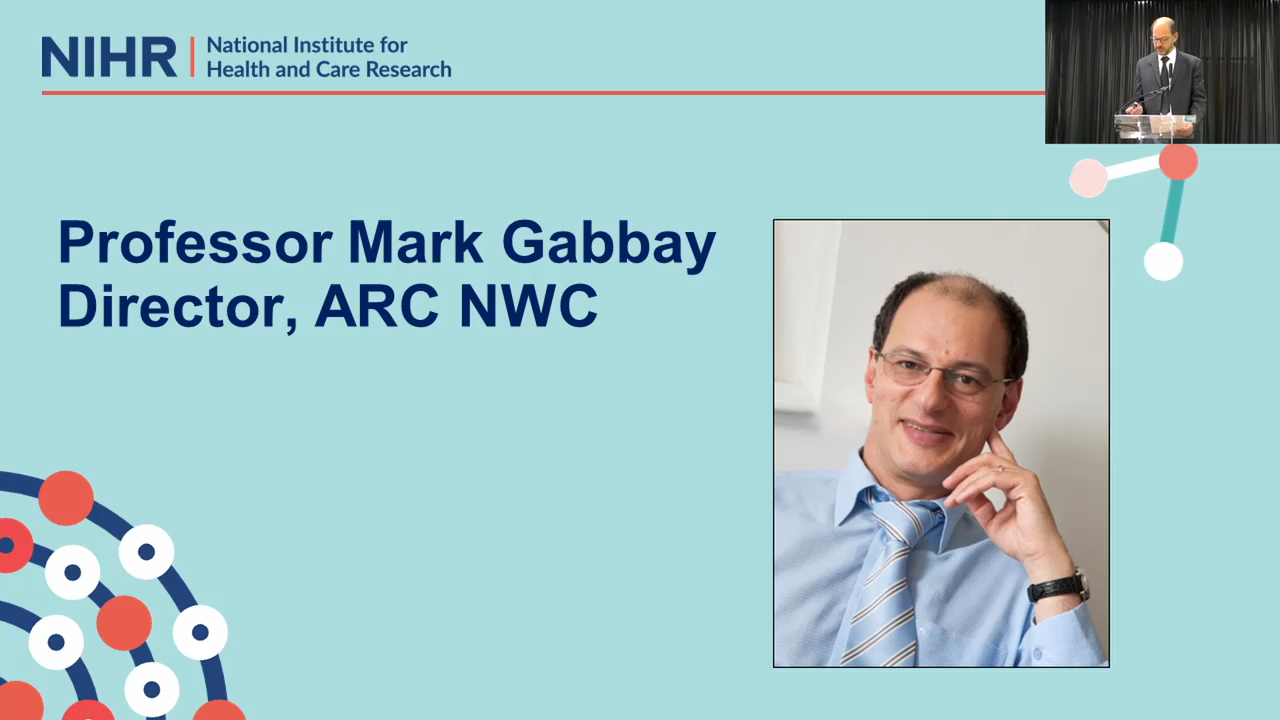 NIHR
National Institute for
Health and Care Research
Professor Mark Gabbay
Director, ARC NWC